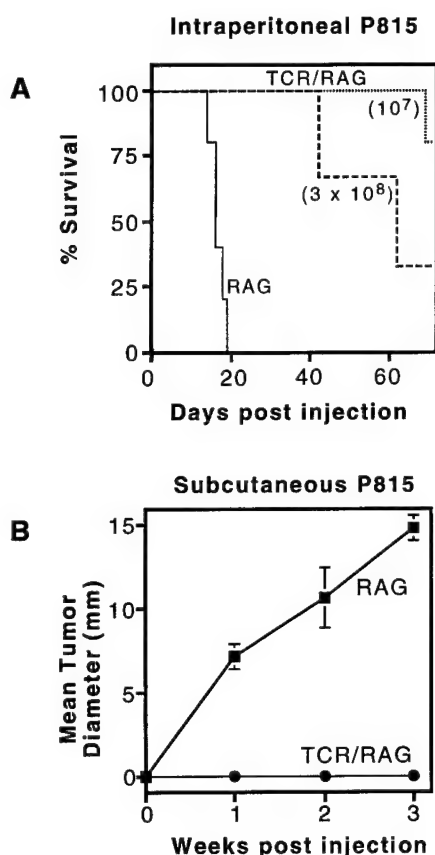 Intraperitoneal P815
A
TCR/RAG
100
(10⁷)
75
(3 x 10⁸)
50
25
RAG
0
% Survival
0 20 40 60
Days post injection
Subcutaneous P815
B
15
RAG
10
5
TCR/RAG
0
Mean Tumor
Diameter (mm)
0 1 2 3
Weeks post injection